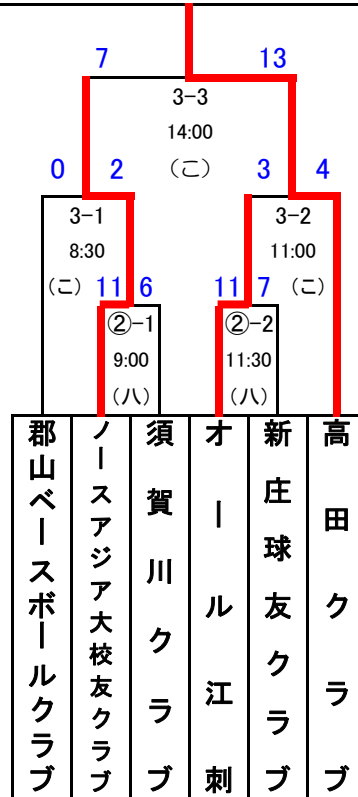 7 13
3-3
14:00
(こ)
0 2 3 4
3-1 3-2
8:30 11:00
(こ) 11 6 11 7 (こ)
②-1 ②-2
9:00 11:30
(八) (八)
郡山ベースボールクラブ
ノースアジア大校友クラブ
須賀川クラブ
オール江刺
新庄球友クラブ
高田クラブ